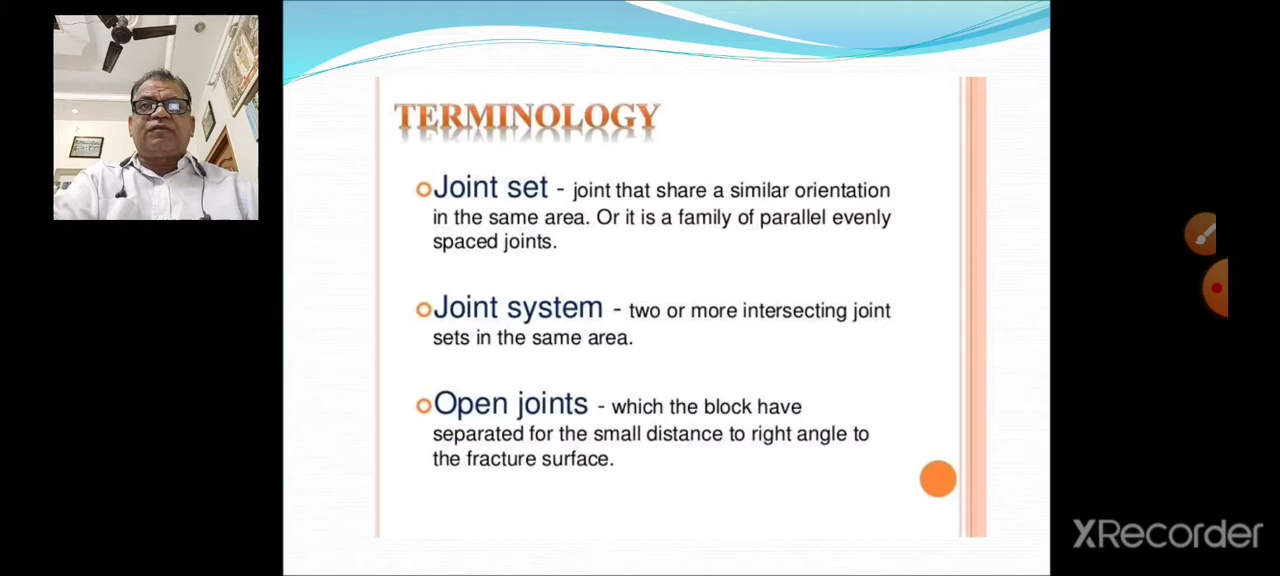 TERMINOLOGY
Joint set - joint that share a similar orientation
in the same area. Or it is a family of parallel evenly
spaced joints.
Joint system - two or more intersecting joint
sets in the same area.
Open joints - which the block have
separated for the small distance to right angle to
the fracture surface.
XRecorder